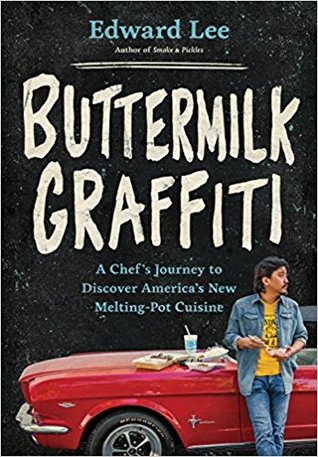 Edward Lee
Author of Smoke & Pickles
BUTTERMILK
GRAFFITI
A Chef's Journey to
Discover America's New
Melting-Pot Cuisine